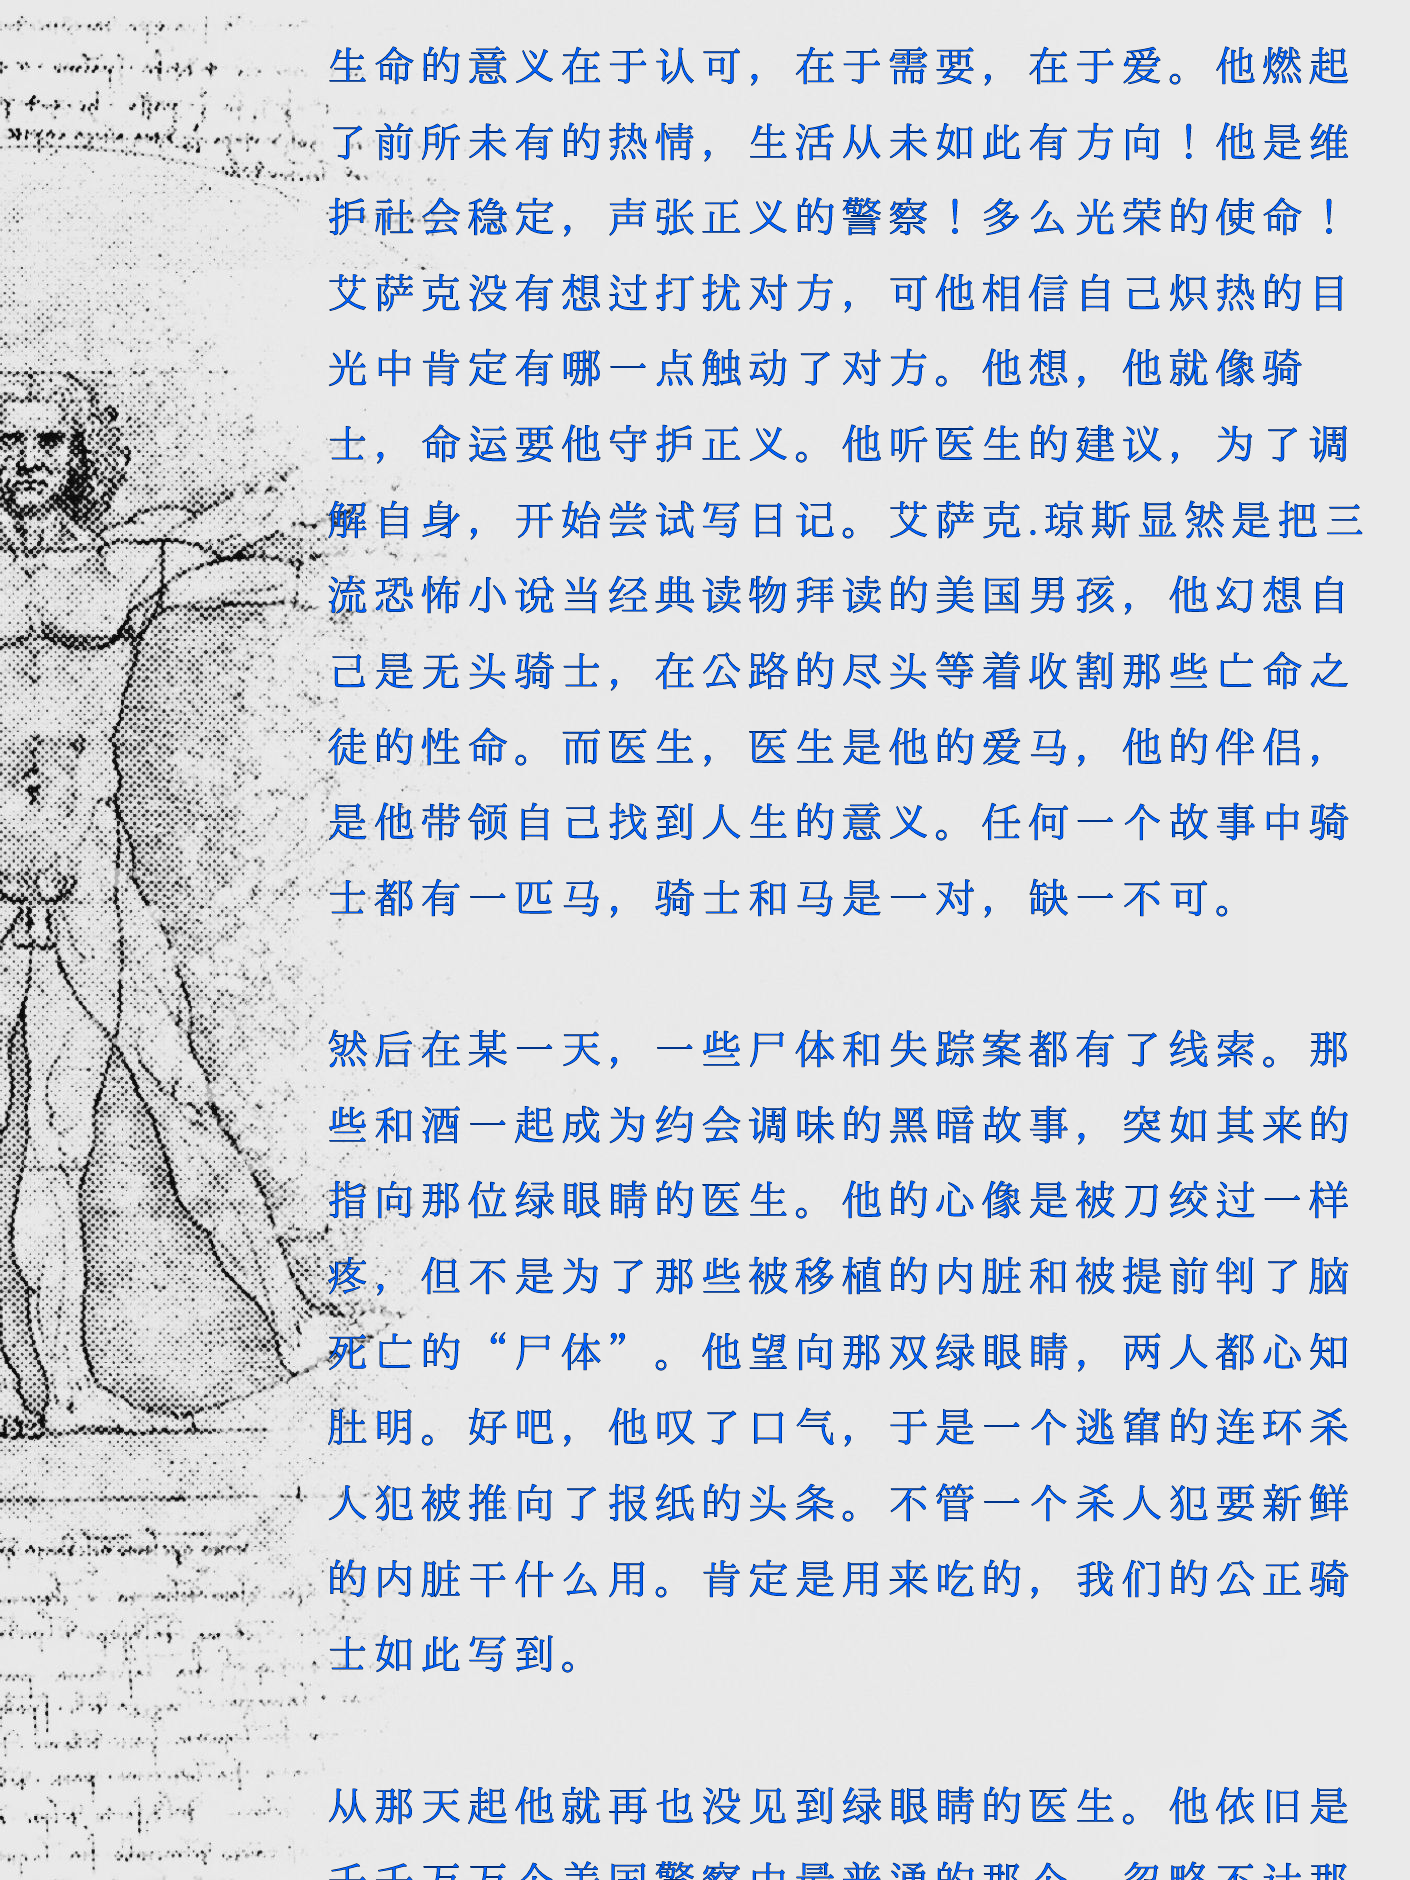 生命的意义在于认可，在于需要，在于爱。他燃起
了前所未有的热情，生活从未如此有方向！他是维
护社会稳定，声张正义的警察！多么光荣的使命！
艾萨克没有想过打扰对方，可他相信自己炽热的目
光中肯定有哪一点触动了对方。他想，他就像骑
士，命运要他守护正义。他听医生的建议，为了调
解自身，开始尝试写日记。艾萨克.琼斯显然是把三
流恐怖小说当经典读物拜读的美国男孩，他幻想自
己是无头骑士，在公路的尽头等着收割那些亡命之
徒的性命。而医生，医生是他的爱马，他的伴侣，
是他带领自己找到人生的意义。任何一个故事中骑
士都有一匹马，骑士和马是一对，缺一不可。
然后在某一天，一些尸体和失踪案都有了线索。那
些和酒一起成为约会调味的黑暗故事，突如其来的
指向那位绿眼睛的医生。他的心像是被刀绞过一样
疼，但不是为了那些被移植的内脏和被提前判了脑
死亡的“尸体”。他望向那双绿眼睛，两人都心知
肚明。好吧，他叹了口气，于是一个逃窜的连环杀
人犯被推向了报纸的头条。不管一个杀人犯要新鲜
的内脏干什么用。肯定是用来吃的，我们的公正骑
士如此写到。
从那天起他就再也没见到绿眼睛的医生。他依旧是
千千万万个美国警察中最普通的那个，忽略不计那